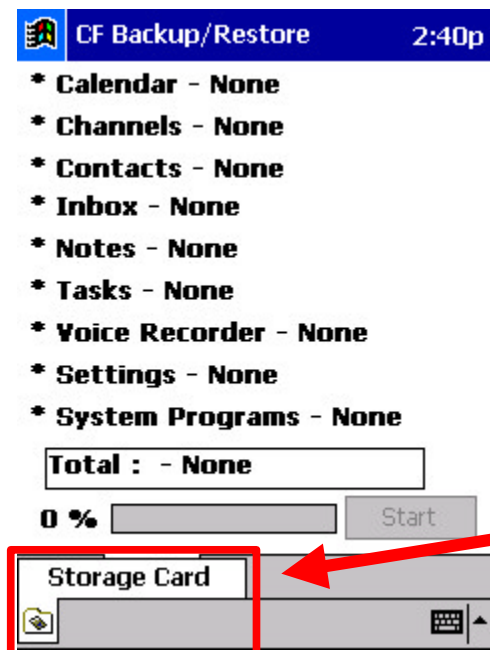 CF Backup/Restore 2:40p
* Calendar - None
* Channels - None
* Contacts - None
* Inbox - None
* Notes - None
* Tasks - None
* Voice Recorder - None
* Settings - None
* System Programs - None
Total : - None
0 % Start
Storage Card